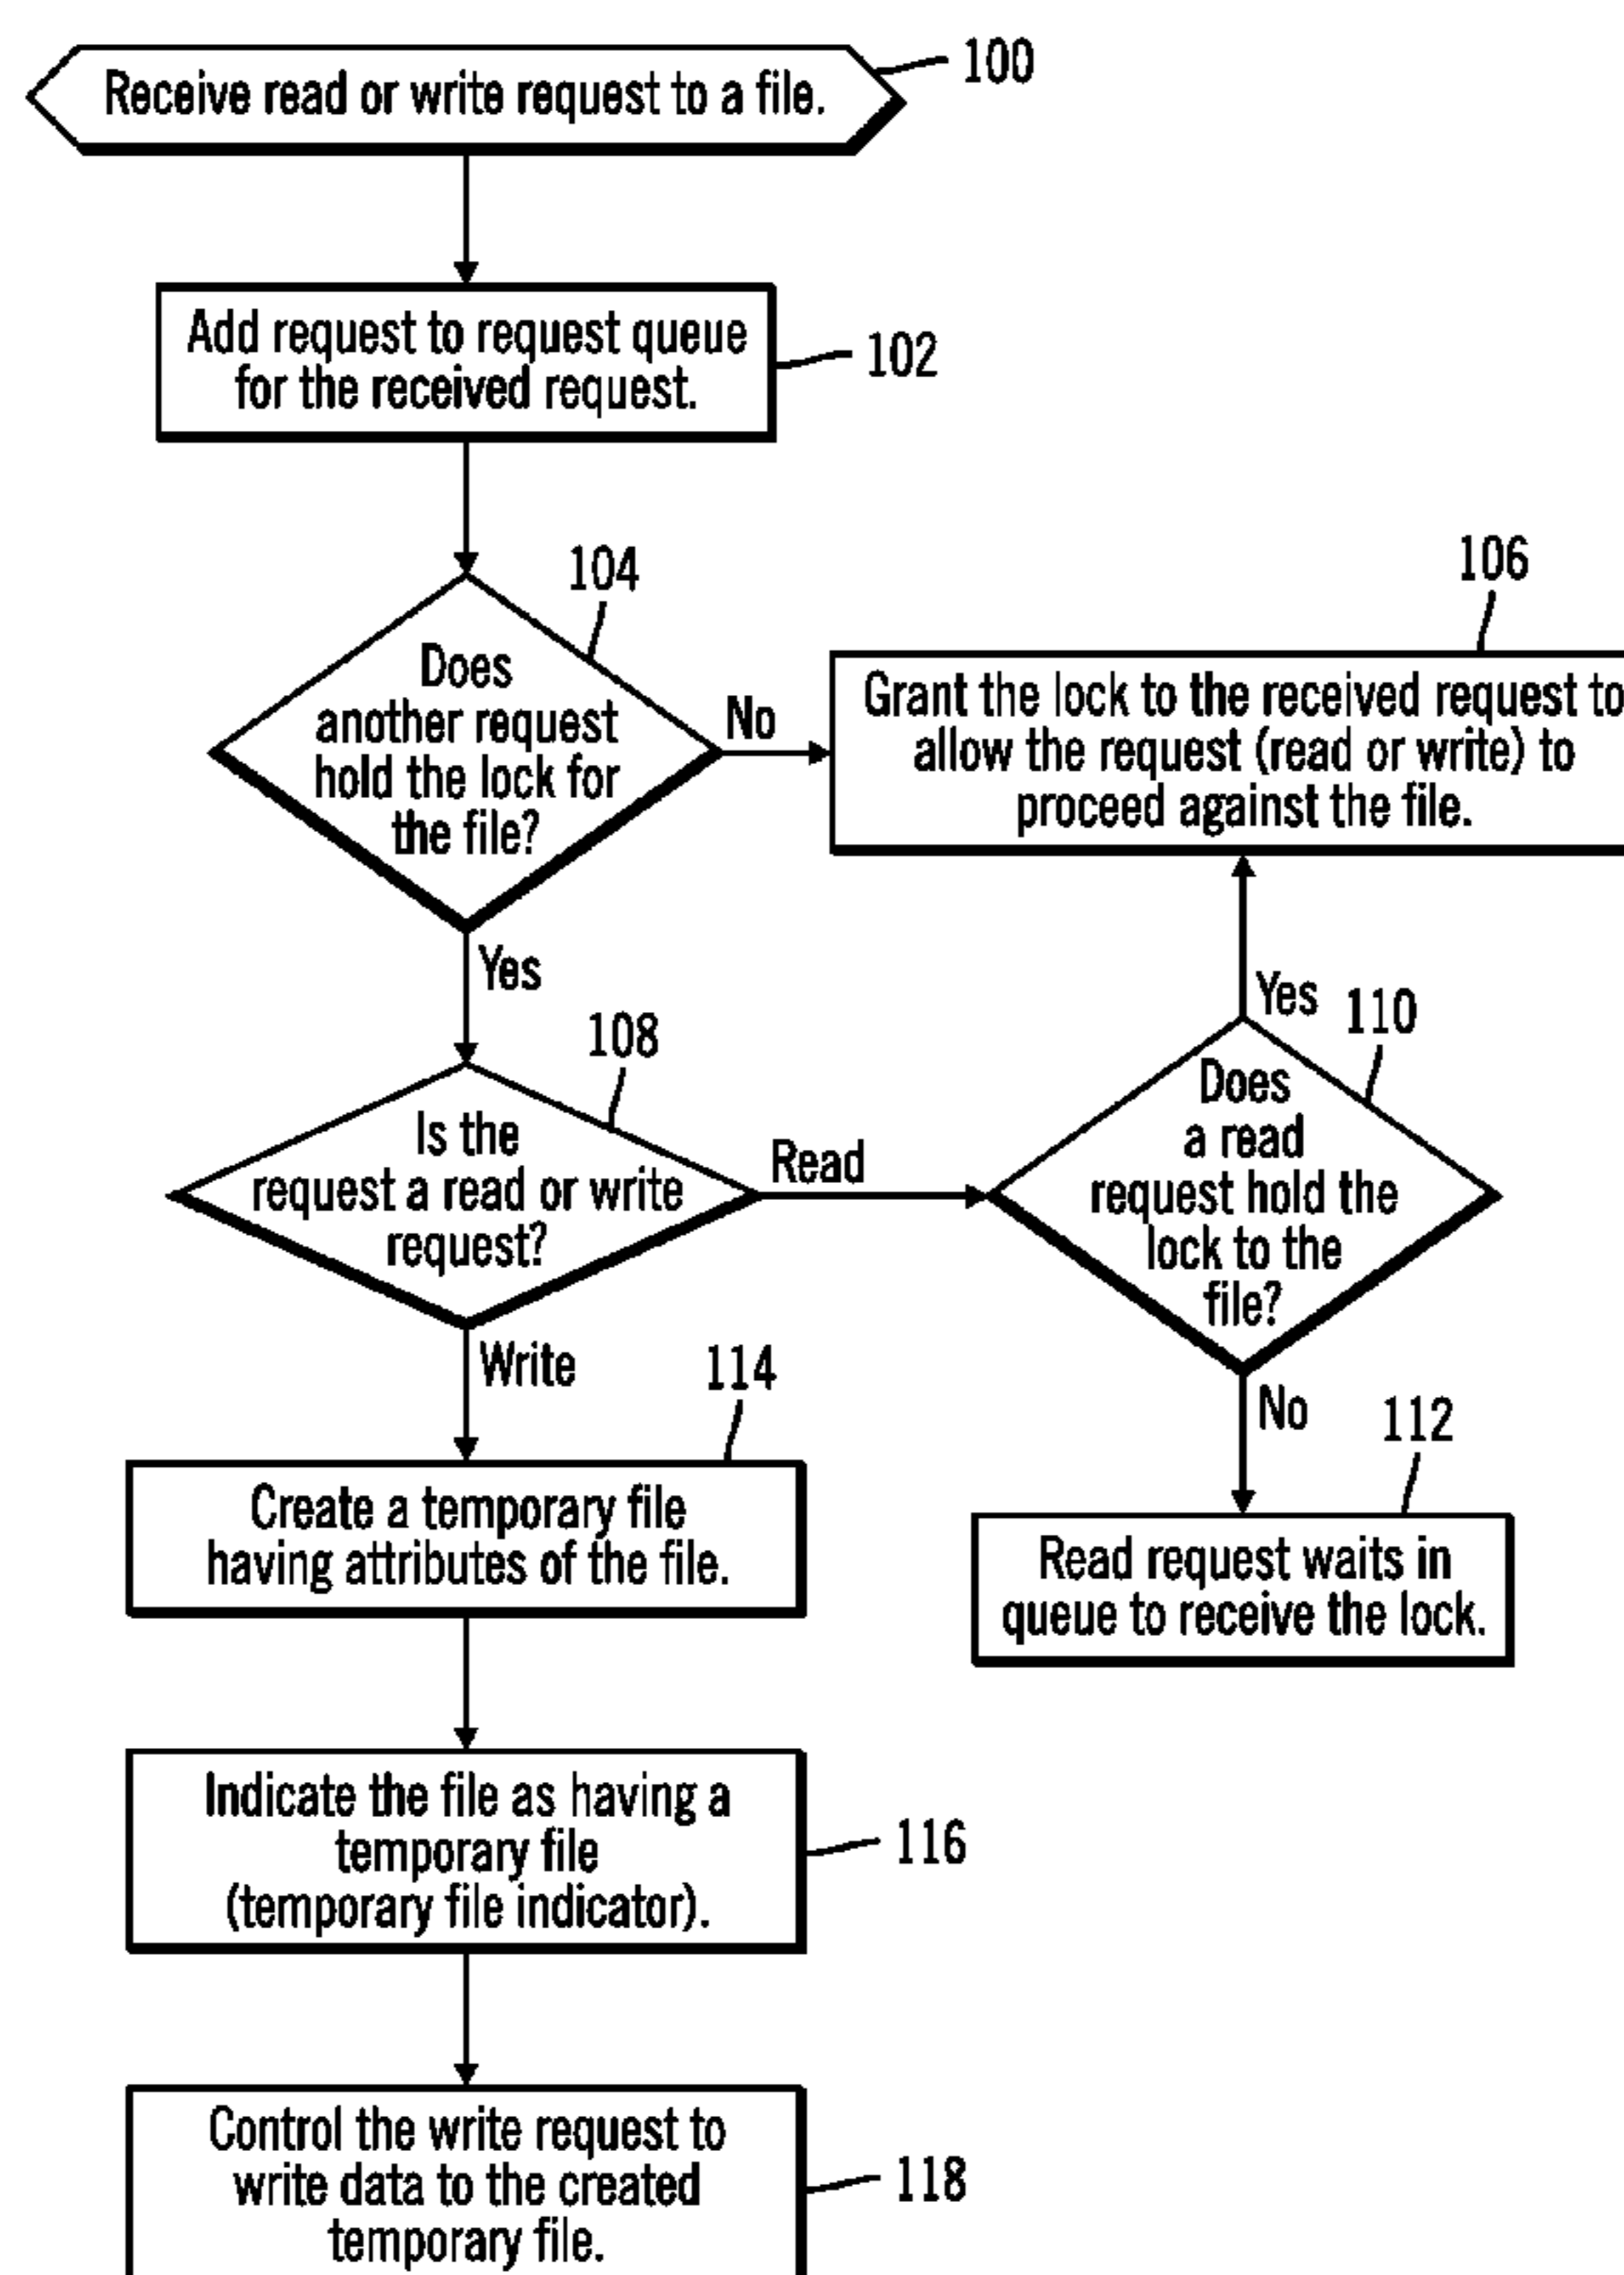 Receive read or write request to a file.
100
Add request to request queue
for the received request.
102
104
Does
another request
hold the lock for
the file?
No
106
Grant the lock to the received request to
allow the request (read or write) to
proceed against the file.
Yes
108
Is the
request a read or write
request?
Read
Yes
110
Does
a read
request hold the
lock to the
file?
No
112
Read request waits in
queue to receive the lock.
Write
114
Create a temporary file
having attributes of the file.
Indicate the file as having a
temporary file
(temporary file indicator).
116
Control the write request to
write data to the created
temporary file.
118